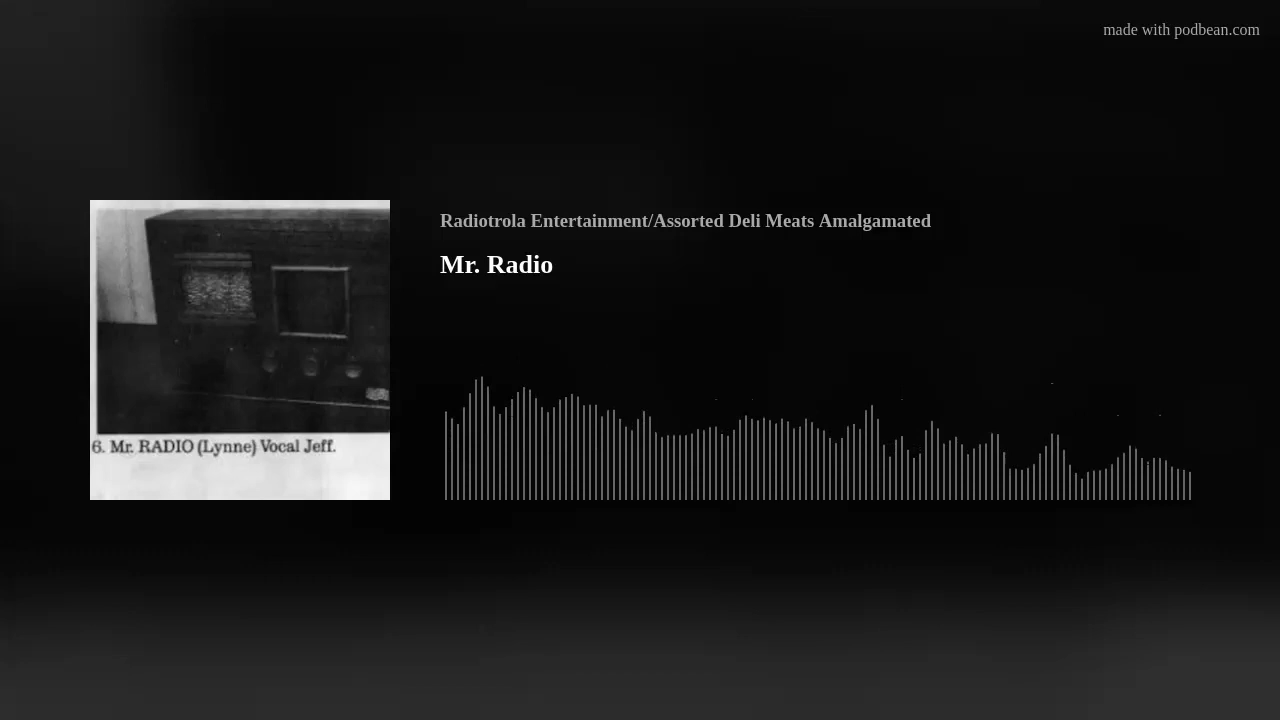 made with podbean.com
Radiotrola Entertainment/Assorted Deli Meats Amalgamated
Mr. Radio
6. Mr. RADIO (Lynne) Vocal Jeff.